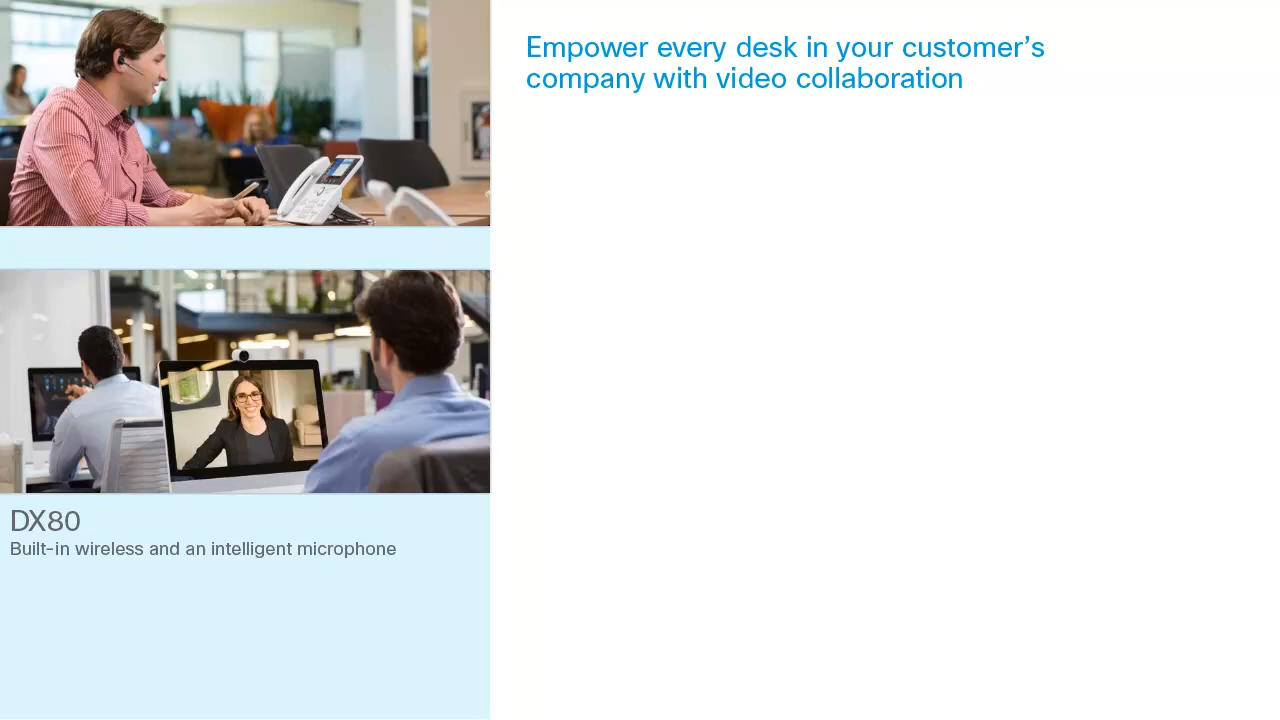 Empower every desk in your customer’s
company with video collaboration
DX80
Built-in wireless and an intelligent microphone